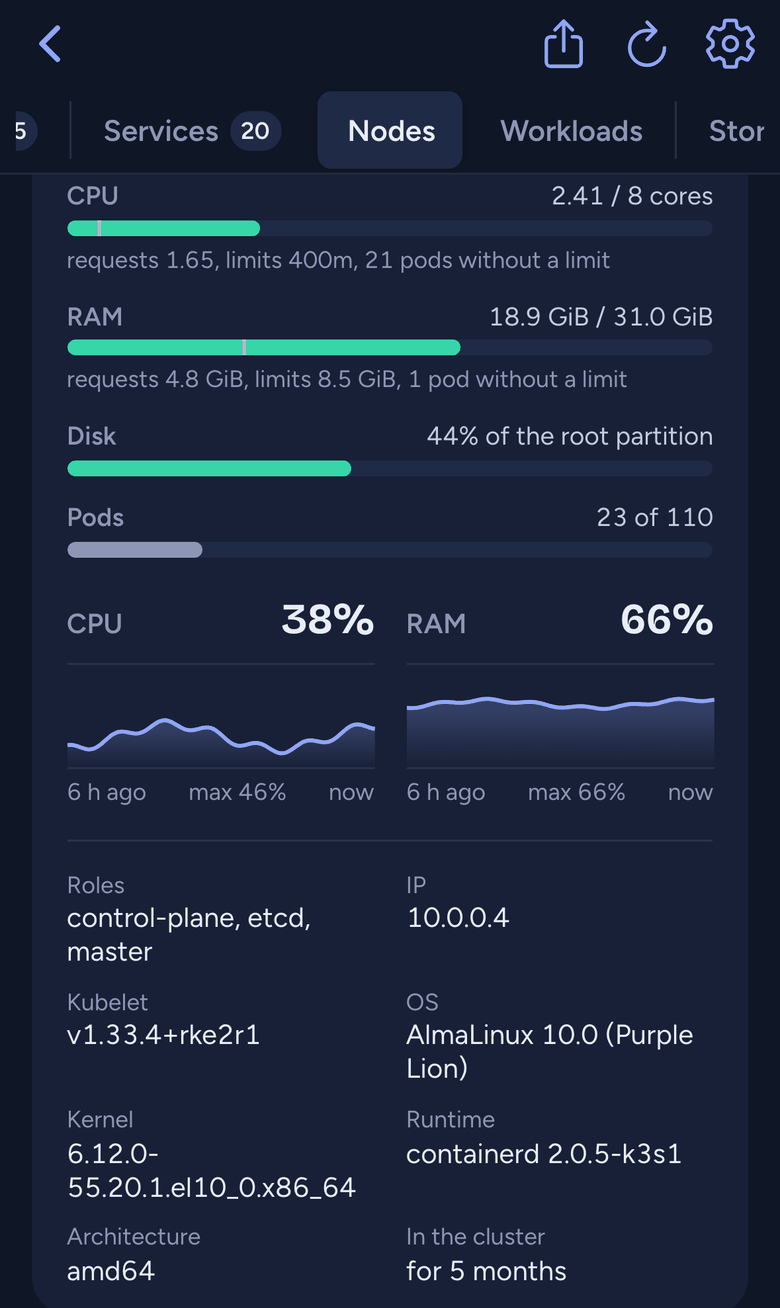 5
Services 20
Nodes
Workloads
Stor
CPU 2.41 / 8 cores
requests 1.65, limits 400m, 21 pods without a limit
RAM 18.9 GiB / 31.0 GiB
requests 4.8 GiB, limits 8.5 GiB, 1 pod without a limit
Disk 44% of the root partition
Pods 23 of 110
CPU 38%
6 h ago max 46% now
RAM 66%
6 h ago max 66% now
Roles
control-plane, etcd,
master
IP
10.0.0.4
Kubelet
v1.33.4+rke2r1
OS
AlmaLinux 10.0 (Purple
Lion)
Kernel
6.12.0-
55.20.1.el10_0.x86_64
Runtime
containerd 2.0.5-k3s1
Architecture
amd64
In the cluster
for 5 months